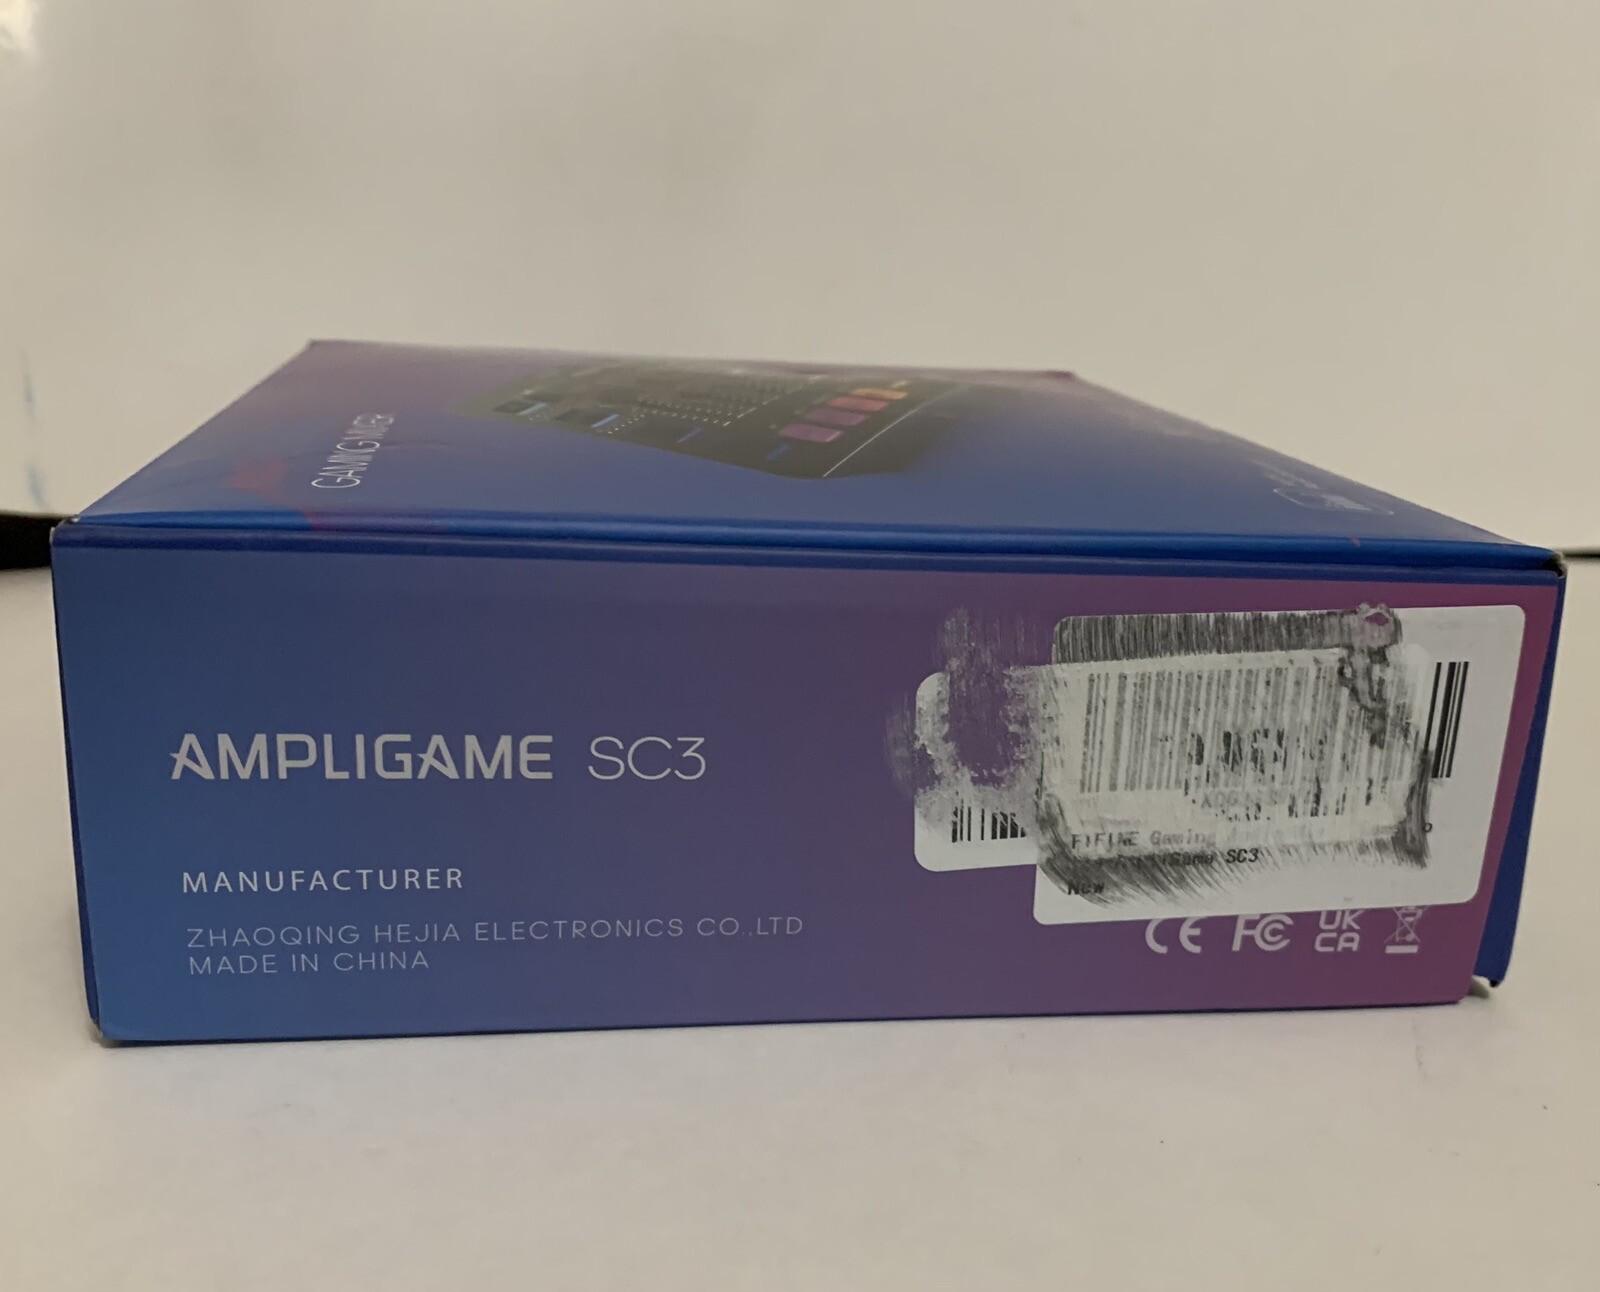 GAMING MIXER
AMPLIGAME SC3
MANUFACTURER
ZHAOQING HEJIA ELECTRONICS CO.,LTD
MADE IN CHINA
FIFINE Gaming
SC3
New
CE FC UK
CA